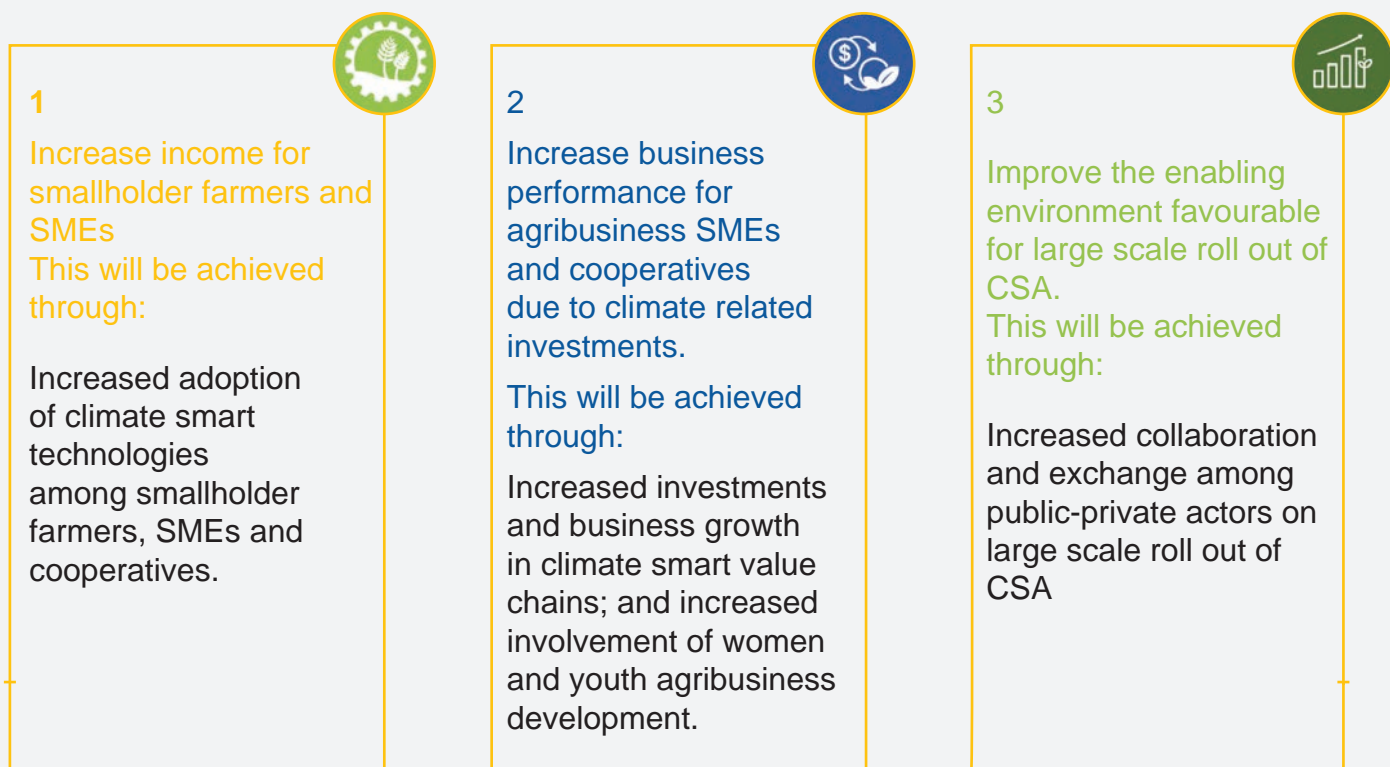 1
Increase income for
smallholder farmers and
SMEs
This will be achieved
through:
Increased adoption
of climate smart
technologies
among smallholder
farmers, SMEs and
cooperatives.
$
2
Increase business
performance for
agribusiness SMEs
and cooperatives
due to climate related
investments.
This will be achieved
through:
Increased investments
and business growth
in climate smart value
chains; and increased
involvement of women
and youth agribusiness
development.
3
Improve the enabling
environment favourable
for large scale roll out of
CSA.
This will be achieved
through:
Increased collaboration
and exchange among
public-private actors on
large scale roll out of
CSA